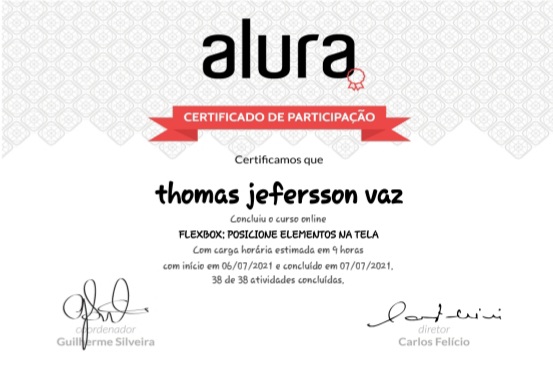 alura
CERTIFICADO DE PARTICIPAÇÃO
Certificamos que
thomas jefersson vaz
Concluiu o curso online
FLEXBOX: POSICIONE ELEMENTOS NA TELA
Com carga horária estimada em 9 horas
com início em 06/07/2021 e concluído em 07/07/2021.
38 de 38 atividades concluídas.
coordenador
Guilherme Silveira
diretor
Carlos Felício